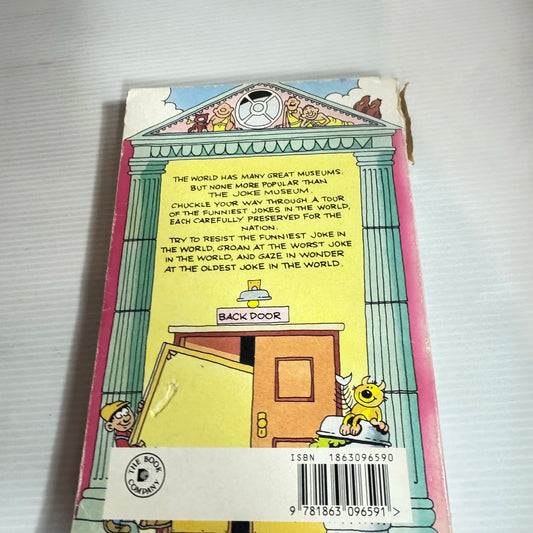 THE WORLD HAS MANY GREAT MUSEUMS.
BUT NONE MORE POPULAR THAN
THE JOKE MUSEUM.
CHUCKLE YOUR WAY THROUGH A TOUR
OF THE FUNNIEST JOKES IN THE WORLD,
EACH CAREFULLY PRESERVED FOR THE
NATION.
TRY TO RESIST THE FUNNIEST JOKE IN
THE WORLD, GROAN AT THE WORST JOKE
IN THE WORLD, AND GAZE IN WONDER
AT THE OLDEST JOKE IN THE WORLD.
BACK DOOR
THE BOOK
COMPANY
ISBN 1863096590
9 781863 096591 >